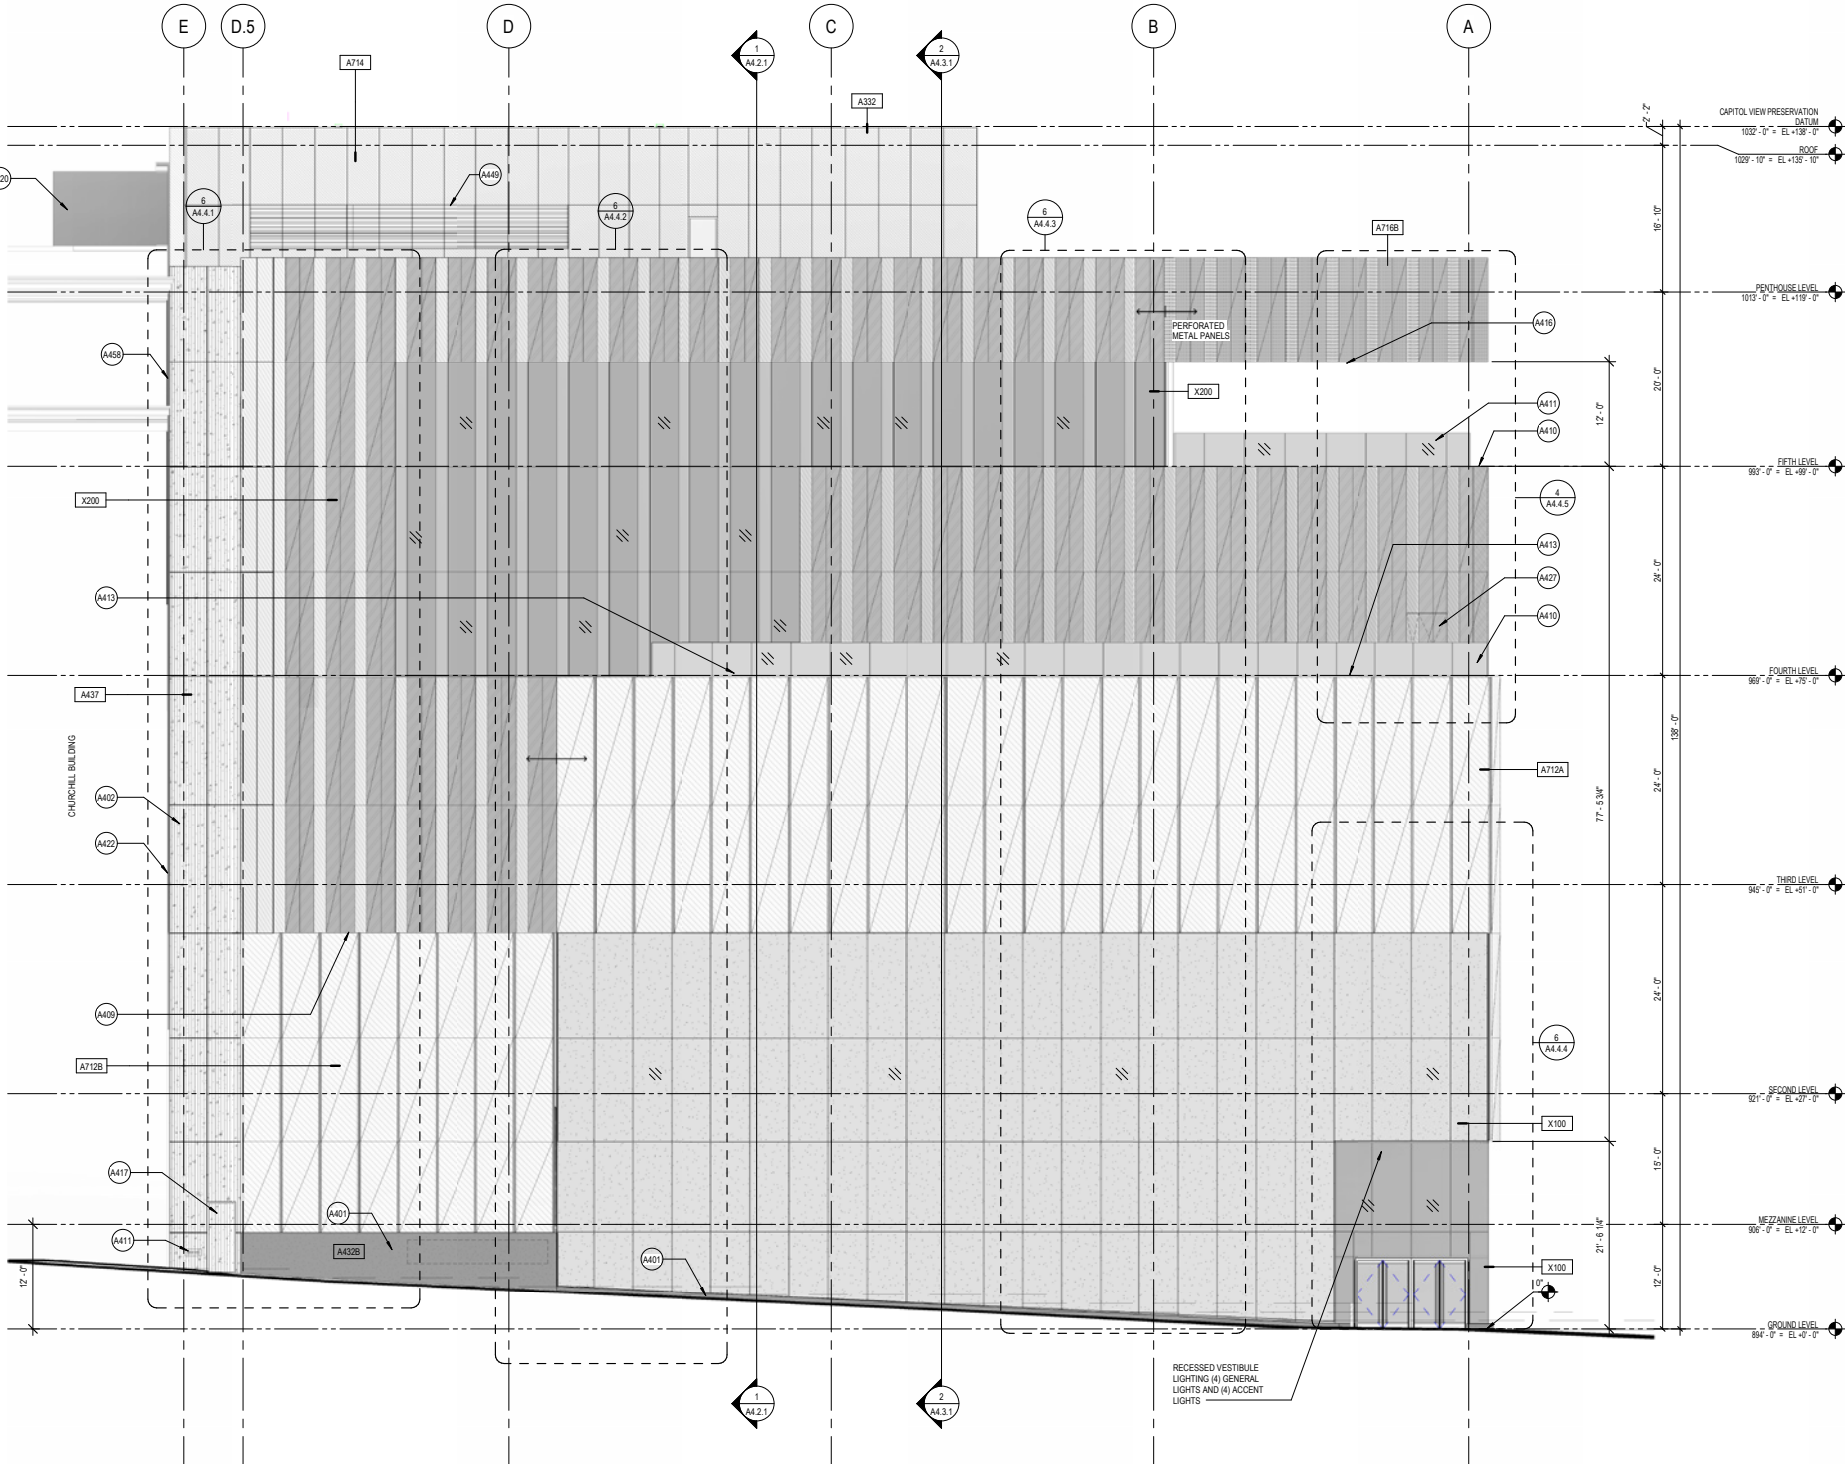 E
D.5
D
C
B
A
1
A4.2.1
2
A4.3.1
A714
A332
2' - 2"
CAPITOL VIEW PRESERVATION
DATUM
1032' - 0" = EL +138' - 0"
ROOF
1029' - 10" = EL +135' - 10"
20
A449
6
A4.4.1
6
A4.4.2
6
A4.4.3
A716B
16' - 10"
PENTHOUSE LEVEL
1013' - 0" = EL +119' - 0"
PERFORATED
METAL PANELS
A416
A458
X200
20' - 0"
12' - 0"
A411
A410
FIFTH LEVEL
993' - 0" = EL +99' - 0"
X200
4
A4.4.5
A413
A427
24' - 0"
A413
A410
FOURTH LEVEL
969' - 0" = EL +75' - 0"
A437
138' - 0"
CHURCHILL BUILDING
A712A
24' - 0"
77' - 5 3/4"
A402
A422
THIRD LEVEL
945' - 0" = EL +51' - 0"
24' - 0"
A409
6
A4.4.4
A712B
SECOND LEVEL
921' - 0" = EL +27' - 0"
X100
A417
15' - 0"
A401
MEZZANINE LEVEL
906' - 0" = EL +12' - 0"
A411
A432B
A401
21' - 6 1/4"
X100
12' - 0"
12' - 0"
0"
GROUND LEVEL
894' - 0" = EL +0' - 0"
RECESSED VESTIBULE
LIGHTING (4) GENERAL
LIGHTS AND (4) ACCENT
LIGHTS
1
A4.2.1
2
A4.3.1